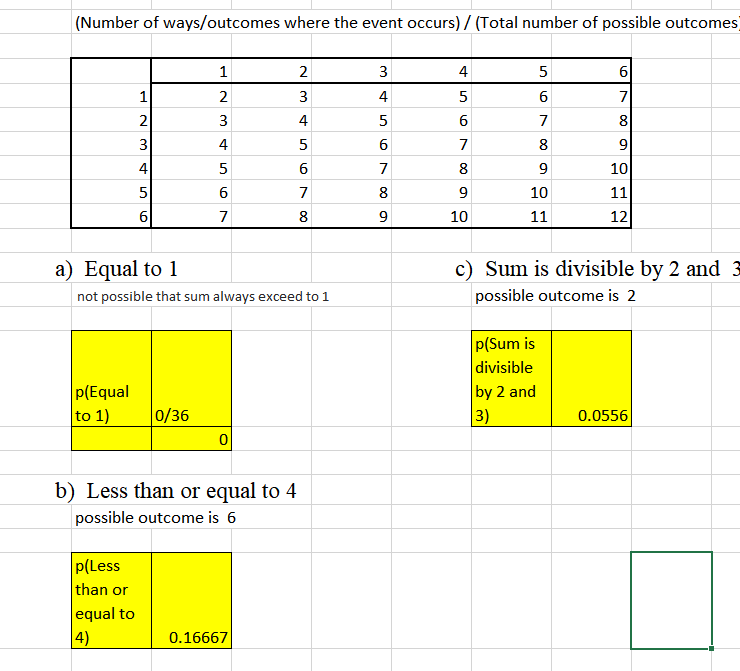 (Number of ways/outcomes where the event occurs) / (Total number of possible outcomes)
1 2 3 4 5 6
1 2 3 4 5 6 7
2 3 4 5 6 7 8
3 4 5 6 7 8 9
4 5 6 7 8 9 10
5 6 7 8 9 10 11
6 7 8 9 10 11 12
a) Equal to 1
not possible that sum always exceed to 1
p(Equal
to 1) 0/36
0
b) Less than or equal to 4
possible outcome is 6
p(Less
than or
equal to
4) 0.16667
c) Sum is divisible by 2 and 3
possible outcome is 2
p(Sum is
divisible
by 2 and
3) 0.0556